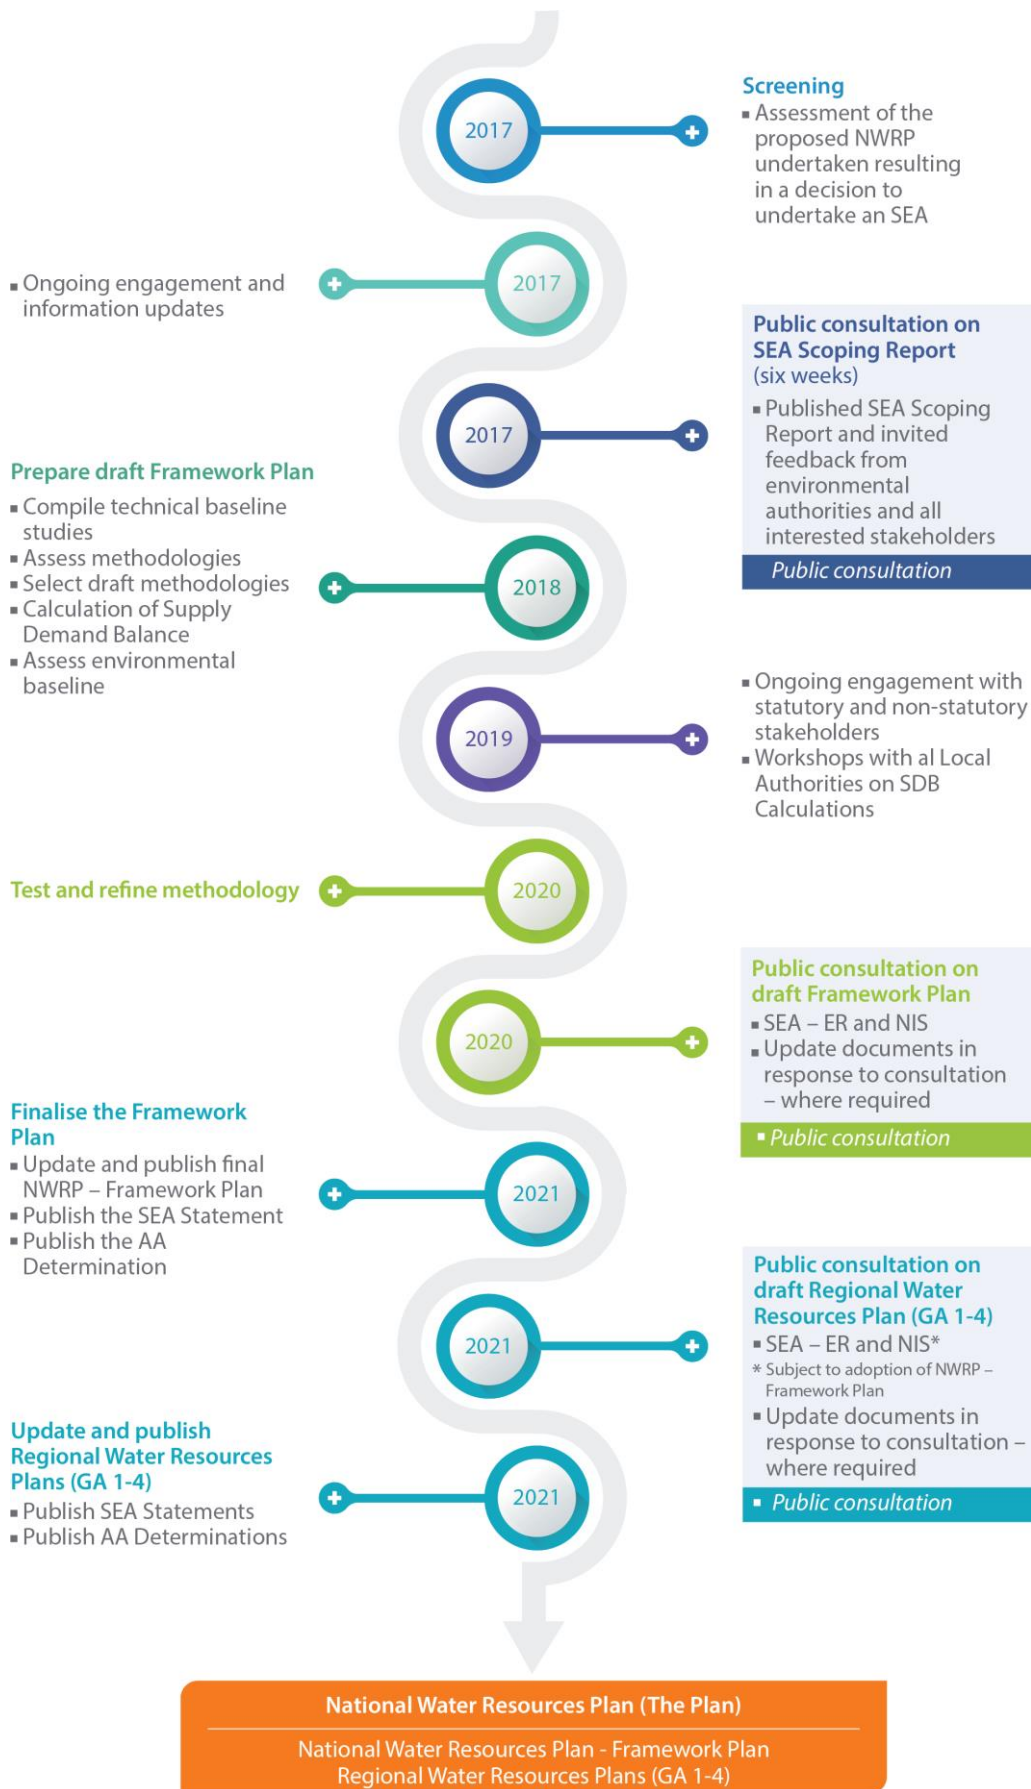 2017
Screening
▪ Assessment of the
proposed NWRP
undertaken resulting
in a decision to
undertake an SEA
2017
▪ Ongoing engagement and
information updates
2017
Public consultation on
SEA Scoping Report
(six weeks)
▪ Published SEA Scoping
Report and invited
feedback from
environmental
authorities and all
interested stakeholders
Public consultation
Prepare draft Framework Plan
▪ Compile technical baseline
studies
▪ Assess methodologies
▪ Select draft methodologies
▪ Calculation of Supply
Demand Balance
▪ Assess environmental
baseline
2018
2019
▪ Ongoing engagement with
statutory and non-statutory
stakeholders
▪ Workshops with al Local
Authorities on SDB
Calculations
Test and refine methodology
2020
2020
Public consultation on
draft Framework Plan
▪ SEA – ER and NIS
▪ Update documents in
response to consultation
– where required
▪ Public consultation
Finalise the Framework
Plan
▪ Update and publish final
NWRP – Framework Plan
▪ Publish the SEA Statement
▪ Publish the AA
Determination
2021
2021
Public consultation on
draft Regional Water
Resources Plan (GA 1-4)
▪ SEA – ER and NIS*
* Subject to adoption of NWRP –
Framework Plan
▪ Update documents in
response to consultation –
where required
▪ Public consultation
Update and publish
Regional Water Resources
Plans (GA 1-4)
▪ Publish SEA Statements
▪ Publish AA Determinations
2021
National Water Resources Plan (The Plan)
National Water Resources Plan - Framework Plan
Regional Water Resources Plans (GA 1-4)